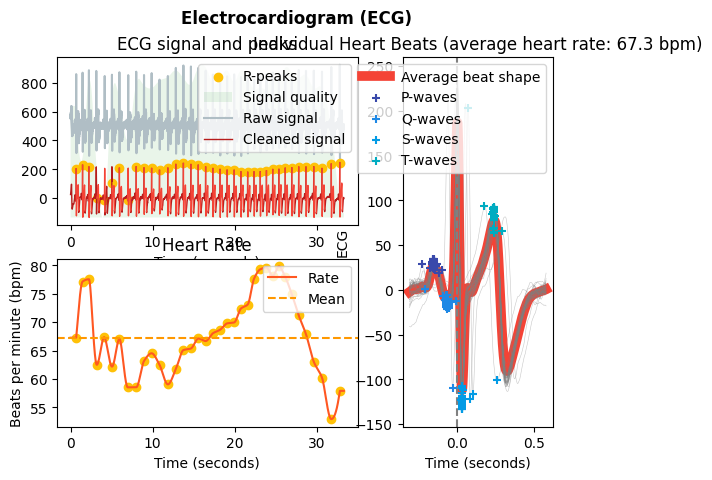 Electrocardiogram (ECG)
ECG signal and peaks
Individual Heart Beats (average heart rate: 67.3 bpm)
800
600
400
200
0
0
10
20
30
R-peaks
Signal quality
Raw signal
Cleaned signal
Heart Rate
Beats per minute (bpm)
80
75
70
65
60
55
0
10
20
30
Time (seconds)
Rate
Mean
ECG
250
200
150
100
50
0
−50
−100
−150
0.0
0.5
Time (seconds)
Average beat shape
P-waves
Q-waves
S-waves
T-waves